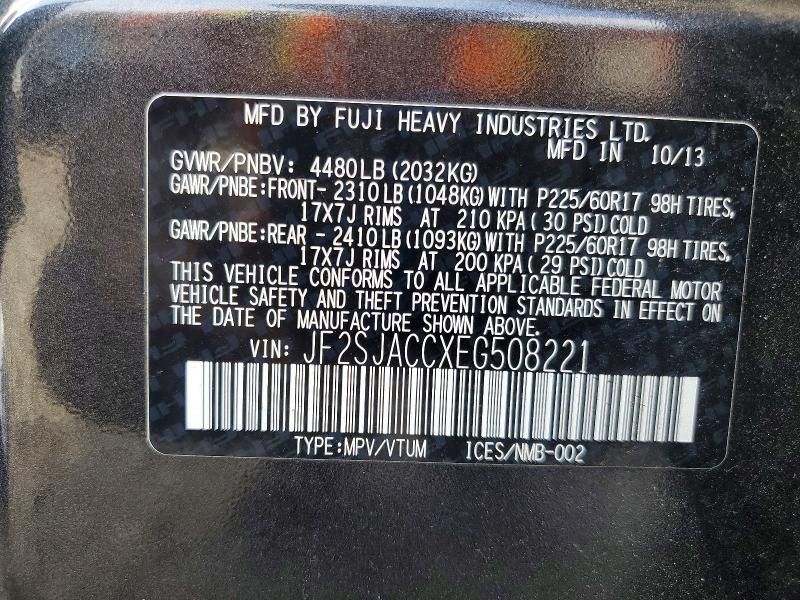 MFD BY FUJI HEAVY INDUSTRIES LTD.
MFD IN 10/13
GVWR/PNBV: 4480LB (2032KG)
GAWR/PNBE:FRONT- 2310LB (1048KG) WITH P225/60R17 98H TIRES,
17X7J RIMS AT 210 KPA ( 30 PSI) COLD
GAWR/PNBE:REAR - 2410LB (1093KG) WITH P225/60R17 98H TIRES,
17X7J RIMS AT 200 KPA ( 29 PSI) COLD
THIS VEHICLE CONFORMS TO ALL APPLICABLE FEDERAL MOTOR
VEHICLE SAFETY AND THEFT PREVENTION STANDARDS IN EFFECT ON
THE DATE OF MANUFACTURE SHOWN ABOVE.
VIN: JF2SJACCXEG508221
TYPE:MPV/VTUM ICES/NMB-002